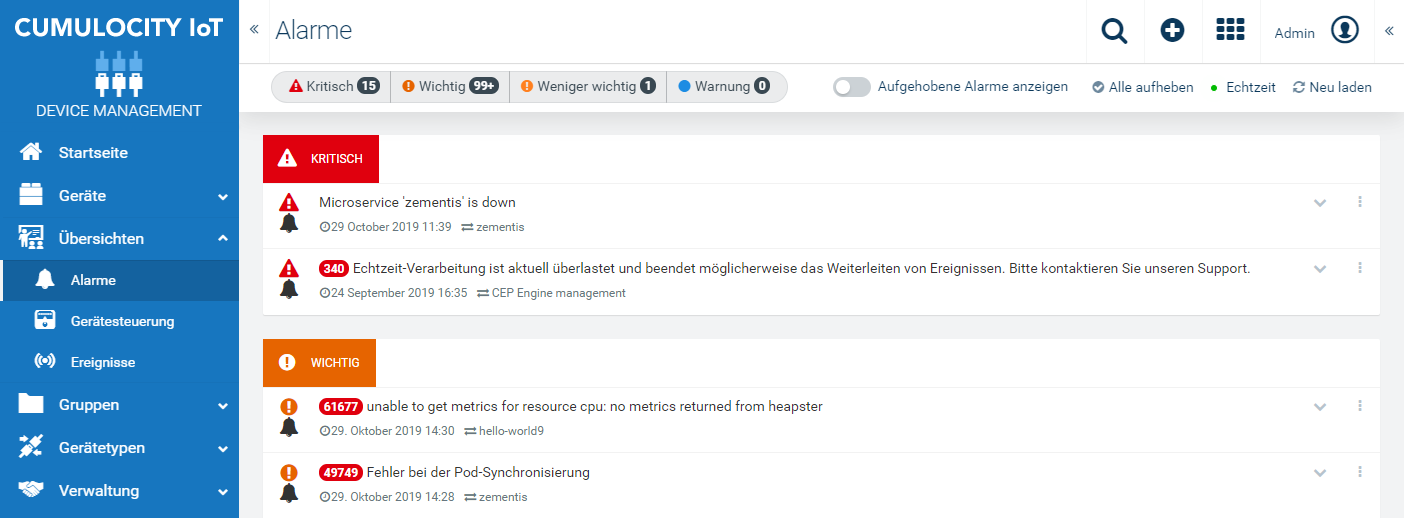 CUMULOCITY IoT
DEVICE MANAGEMENT
Startseite
Geräte
Übersichten
Alarme
Gerätesteuerung
Ereignisse
Gruppen
Gerätetypen
Verwaltung
« Alarme
Admin «
Kritisch 15 Wichtig 99+ Weniger wichtig 1 Warnung 0 Aufgehobene Alarme anzeigen Alle aufheben Echtzeit Neu laden
KRITISCH
Microservice 'zementis' is down
29 October 2019 11:39 zementis
340 Echtzeit-Verarbeitung ist aktuell überlastet und beendet möglicherweise das Weiterleiten von Ereignissen. Bitte kontaktieren Sie unseren Support.
24 September 2019 16:35 CEP Engine management
WICHTIG
61677 unable to get metrics for resource cpu: no metrics returned from heapster
29. Oktober 2019 14:30 hello-world9
49749 Fehler bei der Pod-Synchronisierung
29. Oktober 2019 14:28 zementis